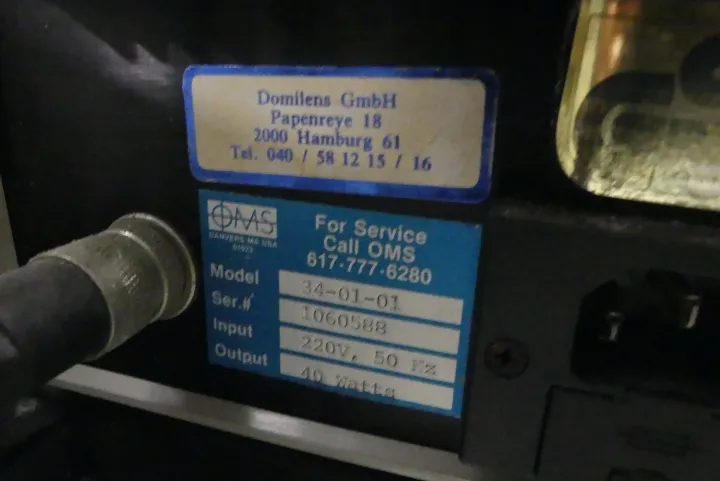 Domilens GmbH
Papenreye 18
2000 Hamburg 61
Tel. 040 / 58 12 15 / 16
OMS
DANVERS MA USA
01923
For Service
Call OMS
617·777·6280
Model 34-01-01
Ser.# 1060588
Input 220V, 50 Hz
Output 40 Watts